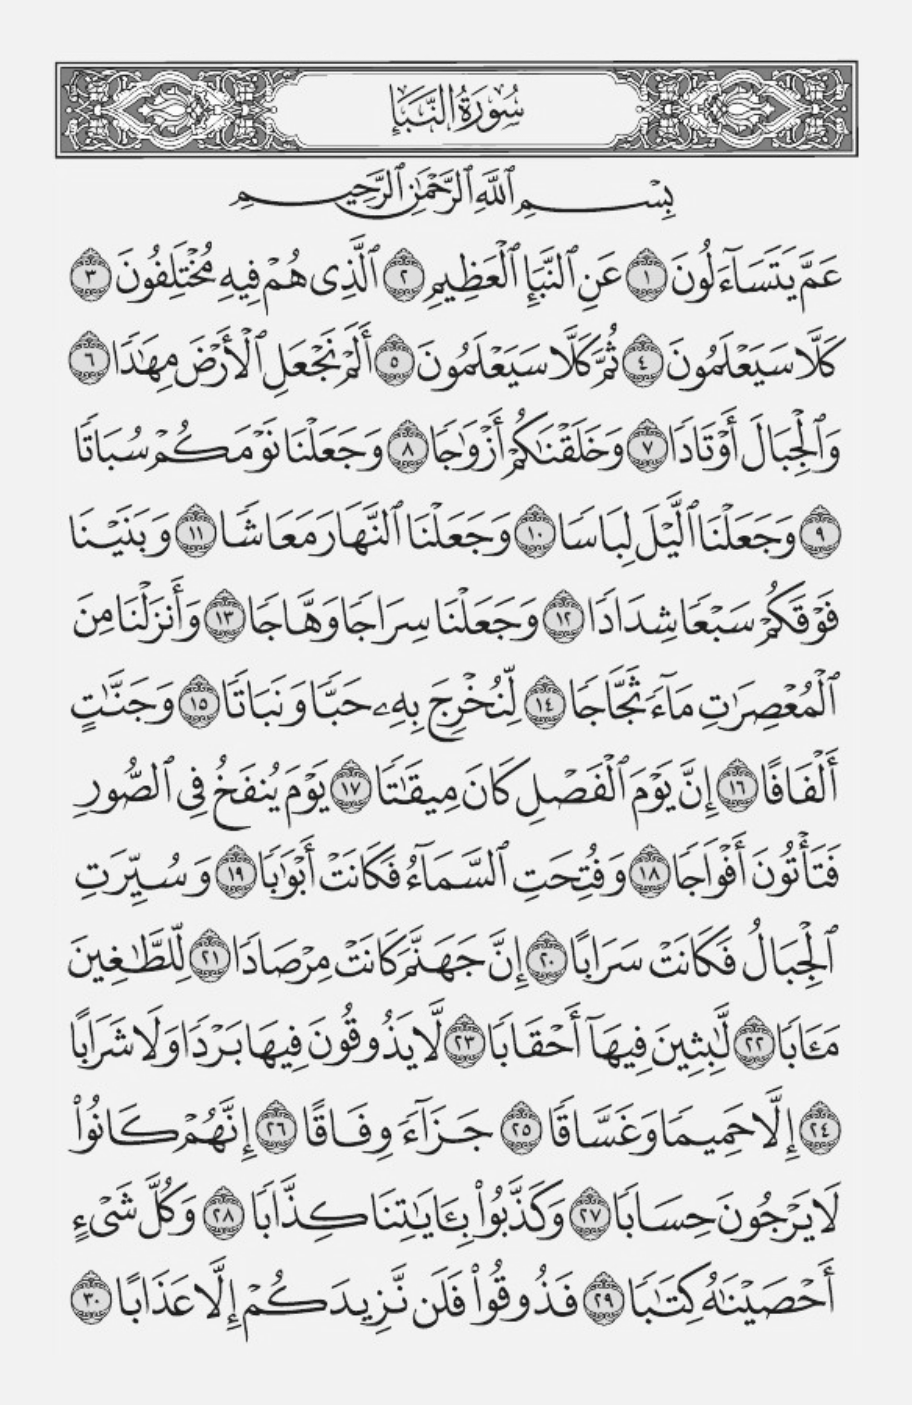 سُورَةُ النَّبَإِ
بِسْمِ ٱللَّهِ ٱلرَّحْمَٰنِ ٱلرَّحِيمِ
عَمَّ يَتَسَآءَلُونَ ١ عَنِ ٱلنَّبَإِ ٱلْعَظِيمِ ٢ ٱلَّذِى هُمْ فِيهِ مُخْتَلِفُونَ ٣
كَلَّا سَيَعْلَمُونَ ٤ ثُمَّ كَلَّا سَيَعْلَمُونَ ٥ أَلَمْ نَجْعَلِ ٱلْأَرْضَ مِهَٰدًا ٦
وَٱلْجِبَالَ أَوْتَادًا ٧ وَخَلَقْنَٰكُمْ أَزْوَٰجًا ٨ وَجَعَلْنَا نَوْمَكُمْ سُبَاتًا
٩ وَجَعَلْنَا ٱلَّيْلَ لِبَاسًا ١٠ وَجَعَلْنَا ٱلنَّهَارَ مَعَاشًا ١١ وَبَنَيْنَا
فَوْقَكُمْ سَبْعًا شِدَادًا ١٢ وَجَعَلْنَا سِرَاجًا وَهَّاجًا ١٣ وَأَنزَلْنَا مِنَ
ٱلْمُعْصِرَٰتِ مَآءً ثَجَّاجًا ١٤ لِّنُخْرِجَ بِهِۦ حَبًّا وَنَبَاتًا ١٥ وَجَنَّٰتٍ
أَلْفَافًا ١٦ إِنَّ يَوْمَ ٱلْفَصْلِ كَانَ مِيقَٰتًا ١٧ يَوْمَ يُنفَخُ فِى ٱلصُّورِ
فَتَأْتُونَ أَفْوَاجًا ١٨ وَفُتِحَتِ ٱلسَّمَآءُ فَكَانَتْ أَبْوَٰبًا ١٩ وَسُيِّرَتِ
ٱلْجِبَالُ فَكَانَتْ سَرَابًا ٢٠ إِنَّ جَهَنَّمَ كَانَتْ مِرْصَادًا ٢١ لِّلطَّٰغِينَ
مَـَٔابًا ٢٢ لَّٰبِثِينَ فِيهَآ أَحْقَابًا ٢٣ لَّا يَذُوقُونَ فِيهَا بَرْدًا وَلَا شَرَابًا
٢٤ إِلَّا حَمِيمًا وَغَسَّاقًا ٢٥ جَزَآءً وِفَاقًا ٢٦ إِنَّهُمْ كَانُوا۟
لَا يَرْجُونَ حِسَابًا ٢٧ وَكَذَّبُوا۟ بِـَٔايَٰتِنَا كِذَّابًا ٢٨ وَكُلَّ شَىْءٍ
أَحْصَيْنَٰهُ كِتَٰبًا ٢٩ فَذُوقُوا۟ فَلَن نَّزِيدَكُمْ إِلَّا عَذَابًا ٣٠